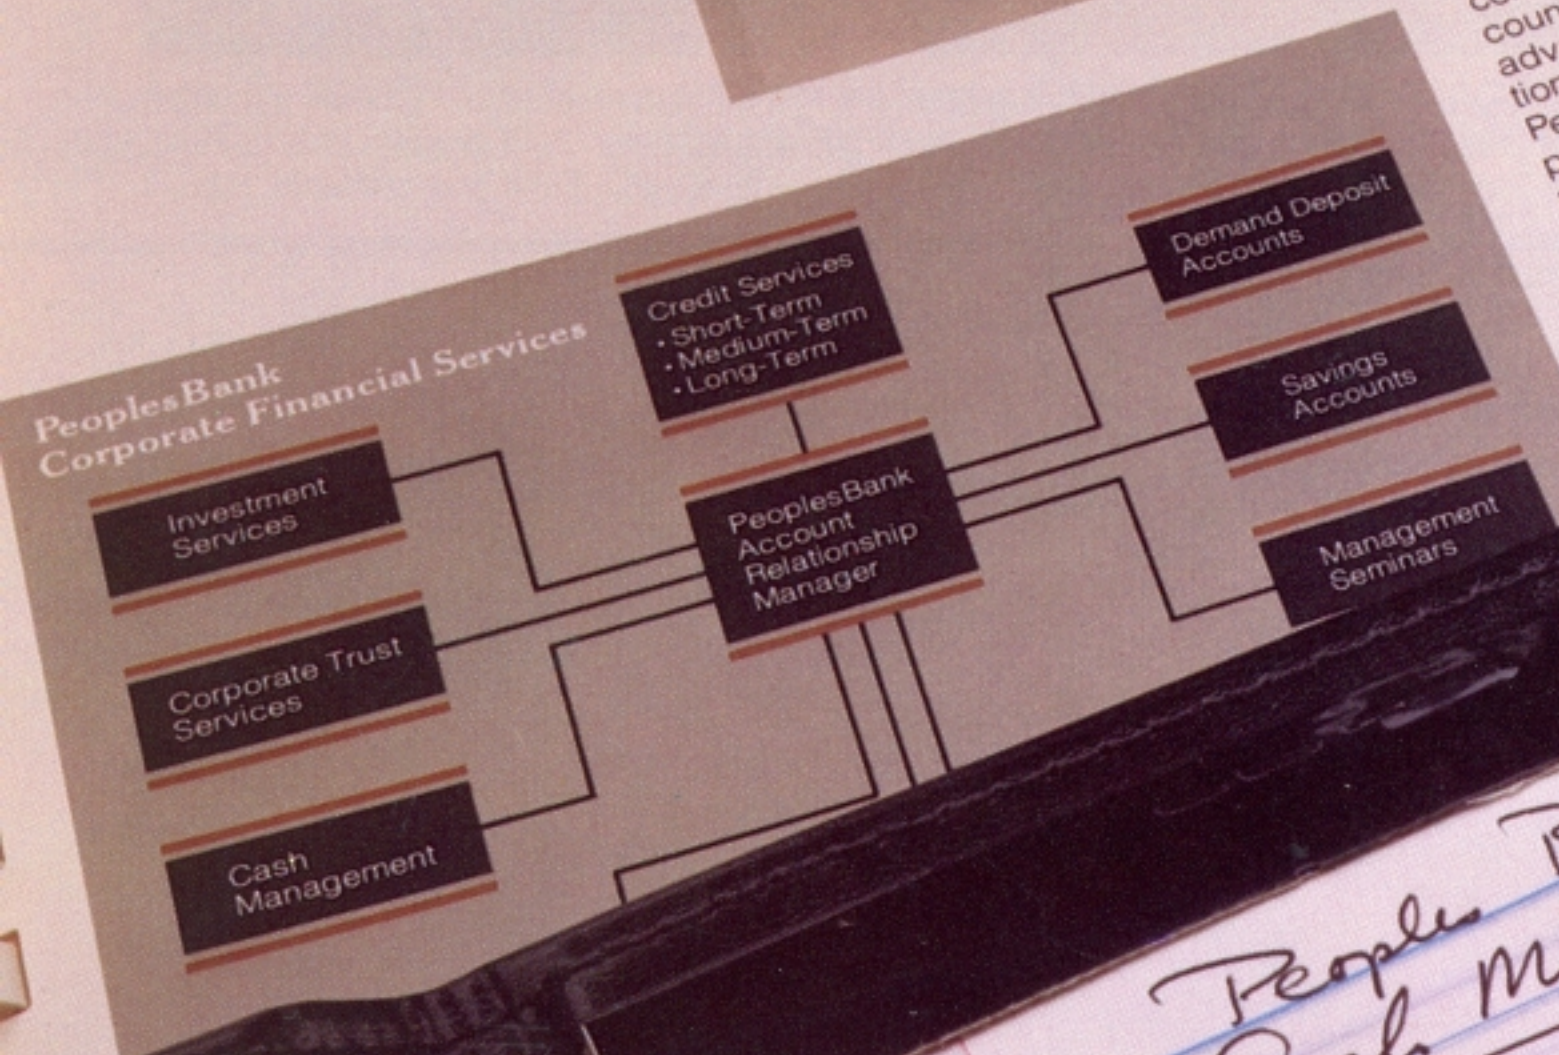 PeoplesBank
Corporate Financial Services
Credit Services
• Short-Term
• Medium-Term
• Long-Term
Demand Deposit
Accounts
Savings
Accounts
Management
Seminars
Investment
Services
Corporate Trust
Services
Cash
Management
PeoplesBank
Account
Relationship
Manager
Peoples